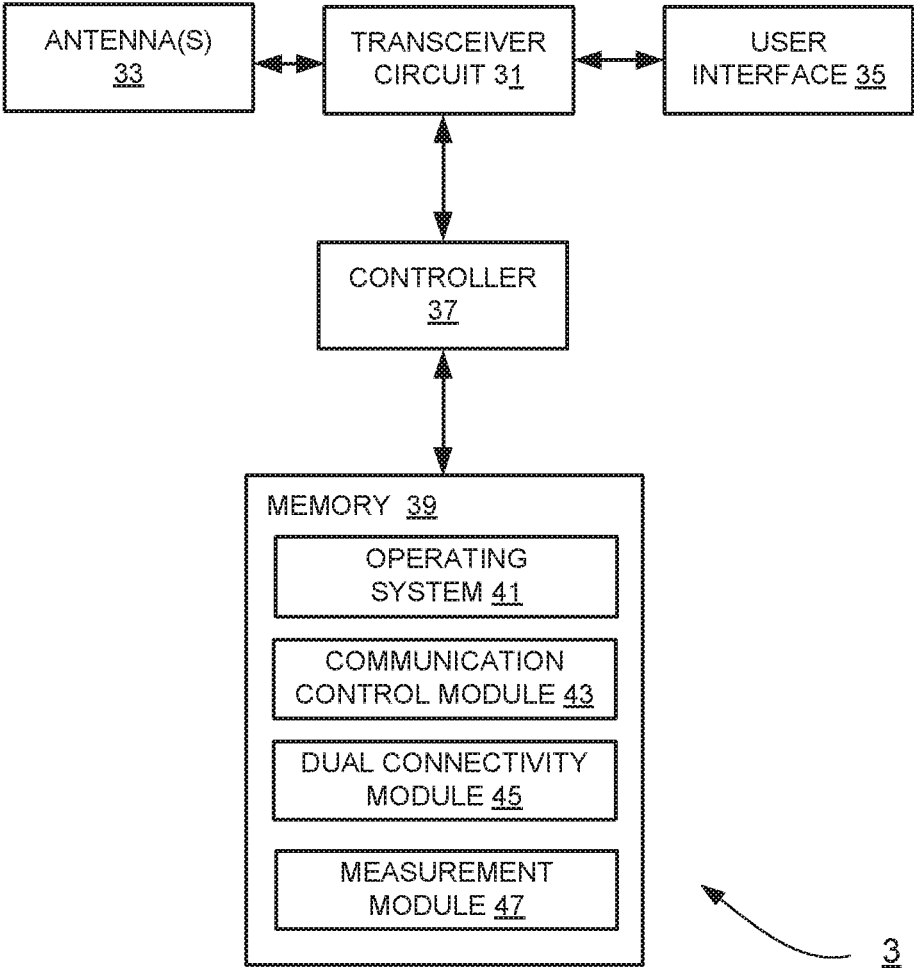 ANTENNA(S)
33
TRANSCEIVER
CIRCUIT 31
USER
INTERFACE 35
CONTROLLER
37
MEMORY 39
OPERATING
SYSTEM 41
COMMUNICATION
CONTROL MODULE 43
DUAL CONNECTIVITY
MODULE 45
MEASUREMENT
MODULE 47
3